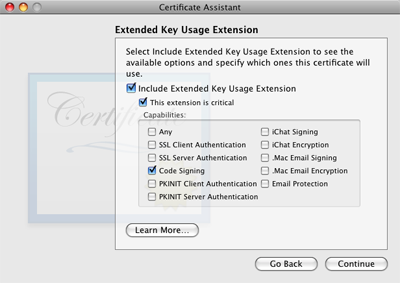 Certificate Assistant
Extended Key Usage Extension
Select Include Extended Key Usage Extension to see the
available options and specify which ones this certificate will
use.
Include Extended Key Usage Extension
This extension is critical
Capabilities:
Any
SSL Client Authentication
SSL Server Authentication
Code Signing
PKINIT Client Authentication
PKINIT Server Authentication
iChat Signing
iChat Encryption
.Mac Email Signing
.Mac Email Encryption
Email Protection
Learn More...
Go Back
Continue